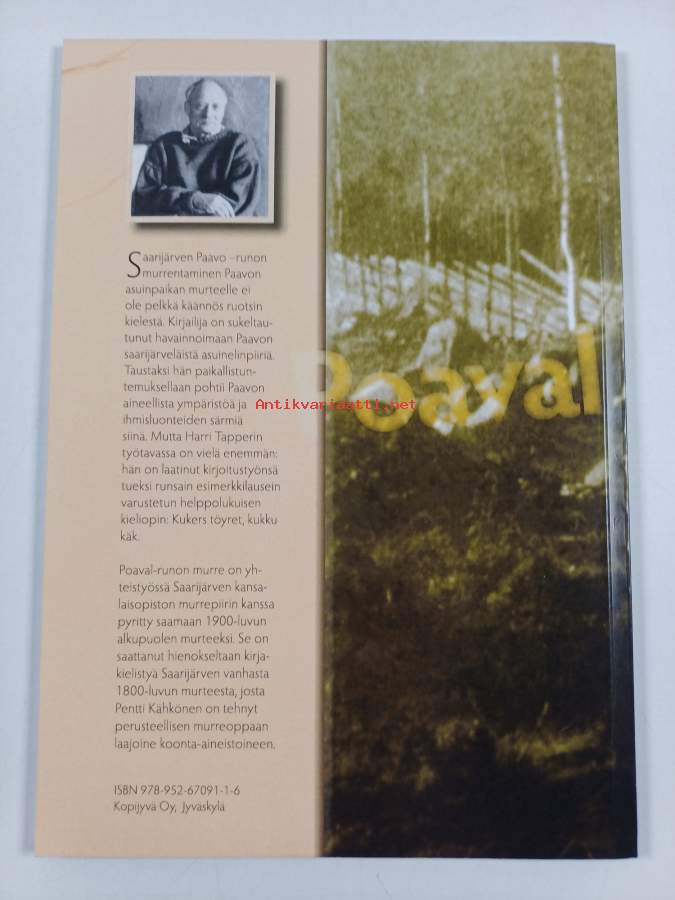 Saarijärven Paavo –runon
murrentaminen Paavon
asuinpaikan murteelle ei
ole pelkkä käännös ruotsin
kielestä. Kirjailija on sukeltau-
tunut havainnoimaan Paavon
saarijärveläistä asuinelinpiiriä.
Taustaksi hän paikallistun-
temuksellaan pohtii Paavon
aineellista ympäristöä ja
ihmisluonteiden särmiä
siinä. Mutta Harri Tapperin
työtavassa on vielä enemmän:
hän on laatinut kirjoitustyönsä
tueksi runsain esimerkkilausein
varustetun helppolukuisen
kieliopin: Kukers töyret, kukku
käk.
Poaval-runon murre on yh-
teistyössä Saarijärven kansa-
laisopiston murrepiirin kanssa
pyritty saamaan 1900-luvun
alkupuolen murteeksi. Se on
saattanut hienokseltaan kirja-
kielistyä Saarijärven vanhasta
1800-luvun murteesta, josta
Pentti Kähkönen on tehnyt
perusteellisen murreoppaan
laajoine koonta-aineistoineen.
ISBN 978-952-67091-1-6
Kopijyvä Oy, Jyväskylä
Poaval
Antikvariaatti.net